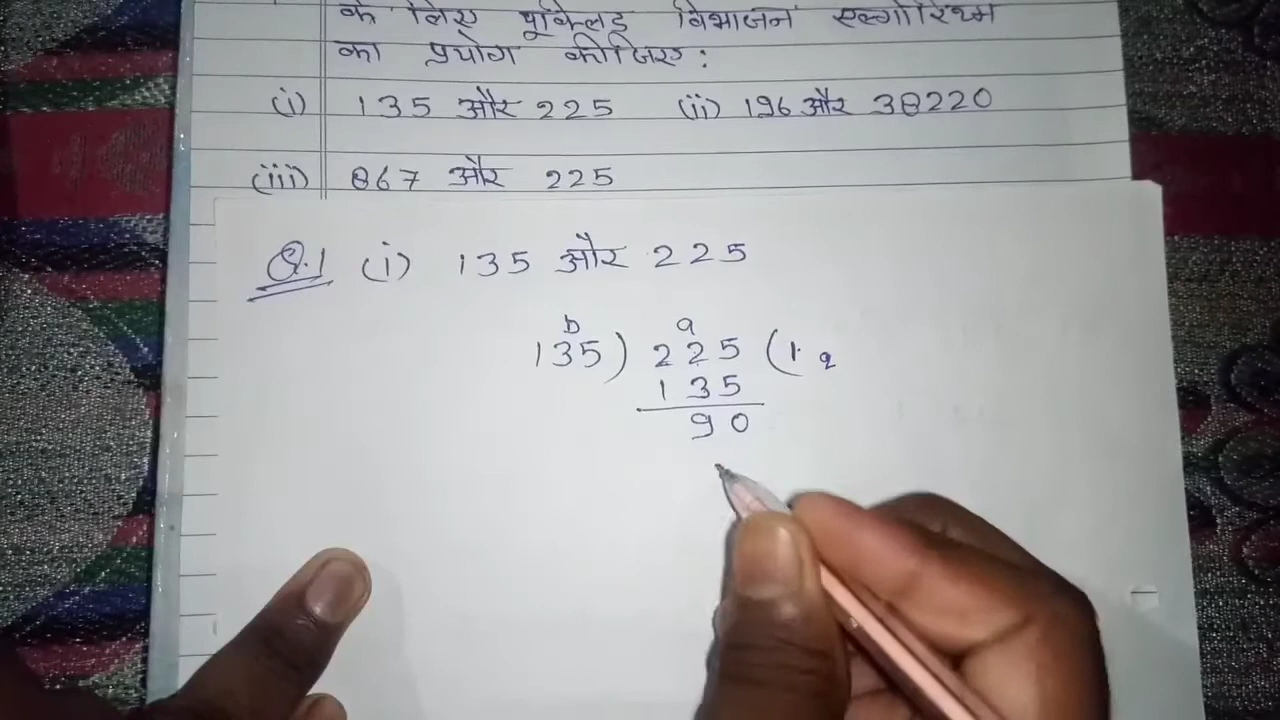 के लिए यूक्लिड विभाजन एल्गोरिथ्म
का प्रयोग कीजिए:
(i) 135 और 225 (ii) 196 और 38220
(iii) 867 और 225
Q.1 (i) 135 और 225
b a
135) 225 (1. q
135
90